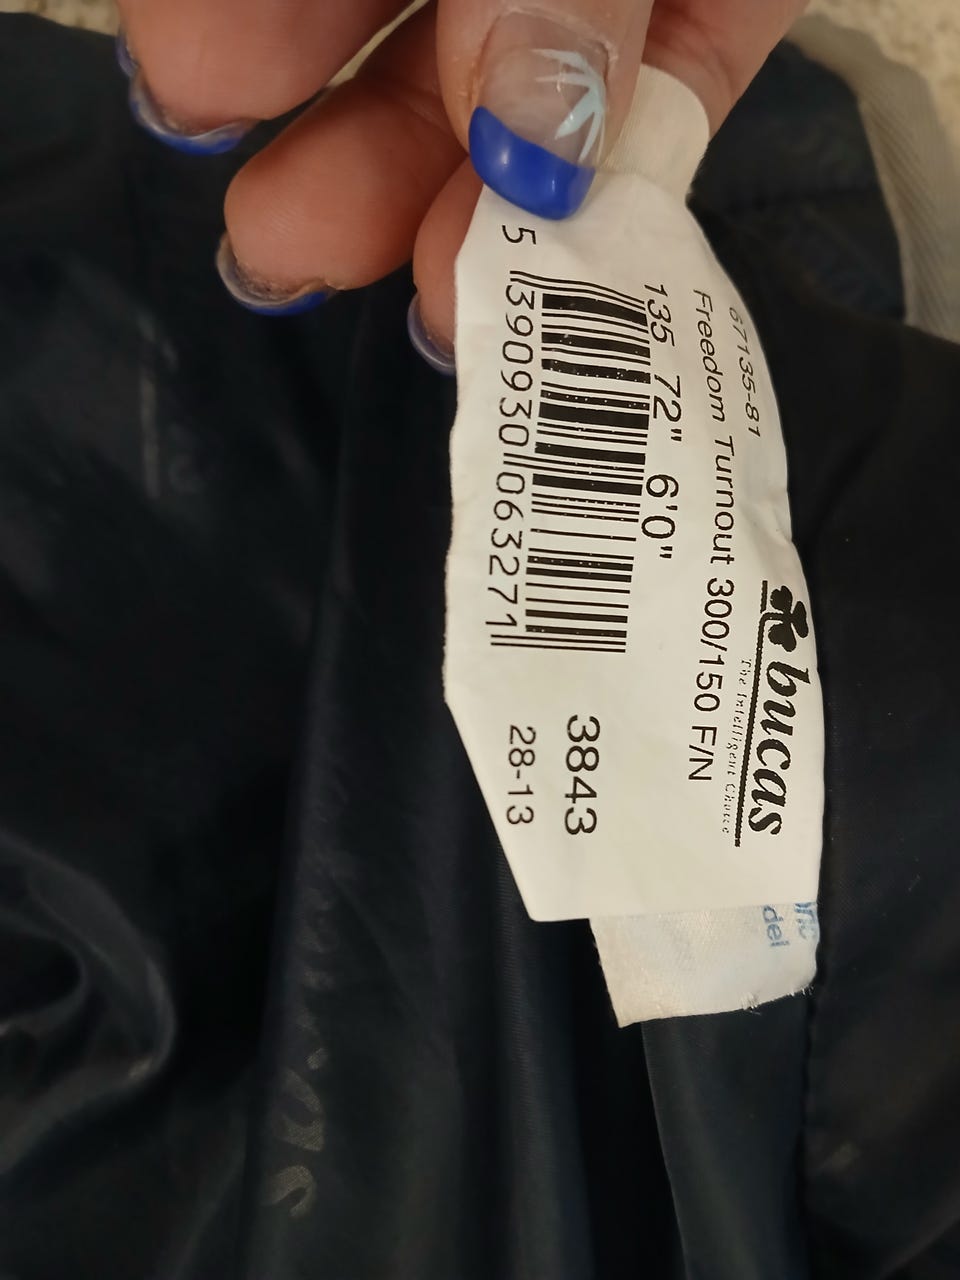 bucas
The Intelligent Choice
67135-81
Freedom Turnout 300/150 F/N
135 72" 6'0"
5 390930 063271
3843
28-13
del